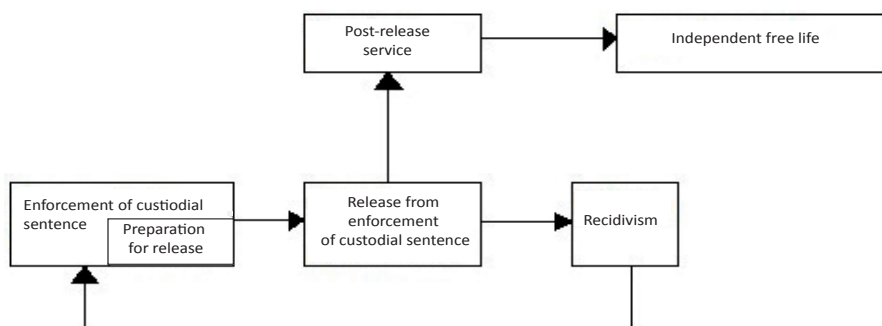 Post-release
service
Independent free life
Enforcement of custiodial
sentence
Preparation
for release
Release from
enforcement
of custodial sentence
Recidivism